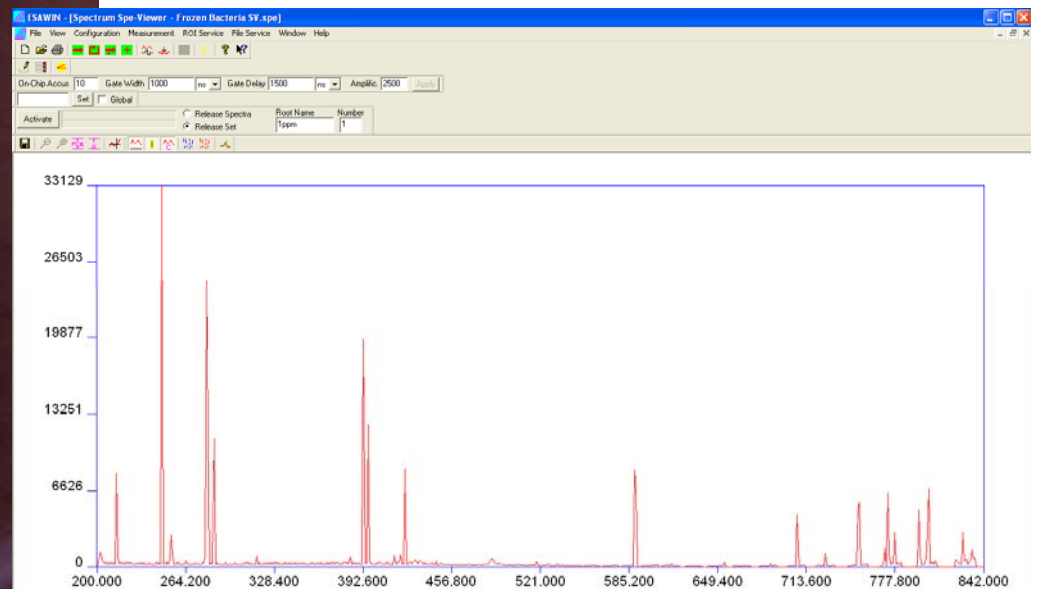 ESAWIN - [Spectrum Spe-Viewer - Frozen Bacteria SV.spe]
File View Configuration Measurement ROI Service File Service Window Help
On-Chip Accus 10 Gate Width 1000 ns Gate Delay 1500 ns Amplific. 2500 Apply
Set Global
Activate Release Spectra Root Name Number
Release Set 1ppm 1
33129
26503
19877
13251
6626
0
200.000 264.200 328.400 392.600 456.800 521.000 585.200 649.400 713.600 777.800 842.000